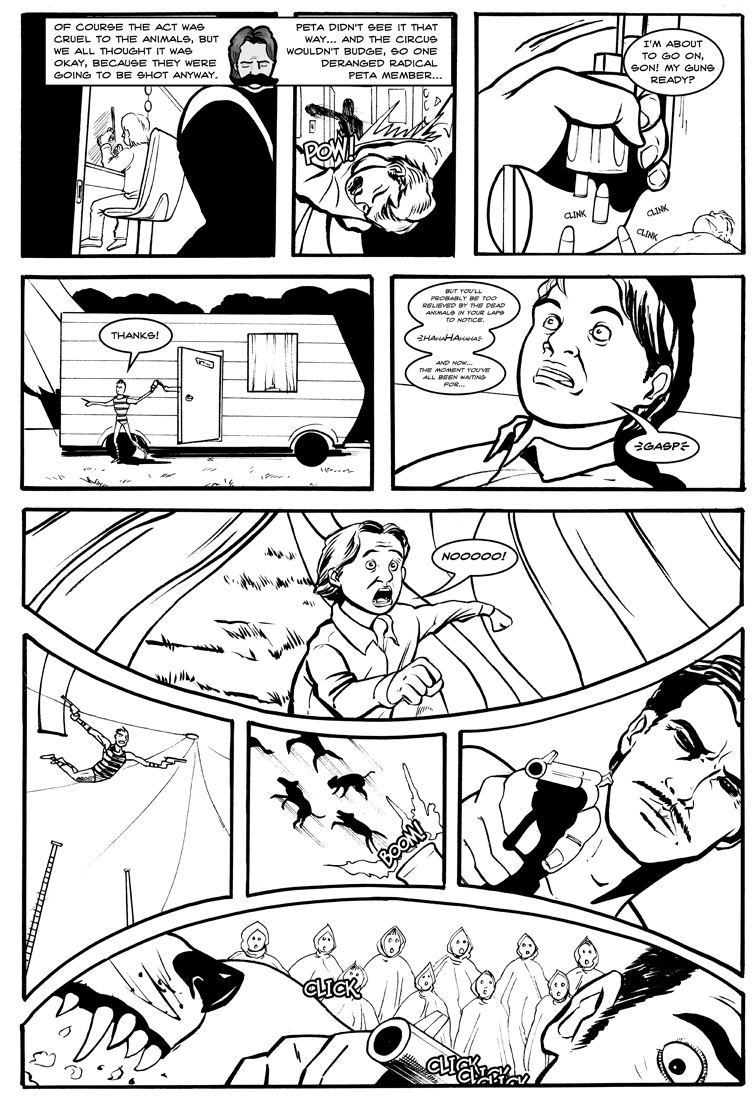 OF COURSE THE ACT WAS
CRUEL TO THE ANIMALS, BUT
WE ALL THOUGHT IT WAS
OKAY, BECAUSE THEY WERE
GOING TO BE SHOT ANYWAY.
PETA DIDN'T SEE IT THAT
WAY... AND THE CIRCUS
WOULDN'T BUDGE, SO ONE
DERANGED RADICAL
PETA MEMBER...
POW!
I'M ABOUT
TO GO ON,
SON! MY GUNS
READY?
CLINK
CLINK
CLINK
THANKS!
BUT YOU'LL
PROBABLY BE TOO
RELIEVED BY THE DEAD
ANIMALS IN YOUR LAPS
TO NOTICE.
HAHAHAHAHA
AND NOW...
THE MOMENT YOU'VE
ALL BEEN WAITING
FOR...
GASP
NOOOOO!
BOOM!
CLICK
CLICK
CLICK
CLICK